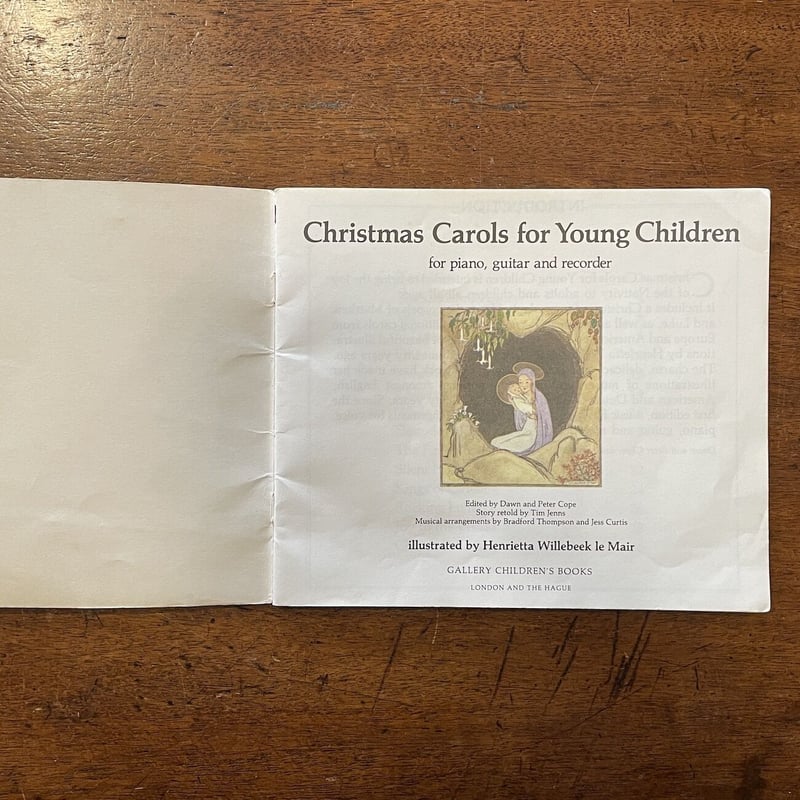 Christmas Carols for Young Children
for piano, guitar and recorder
Edited by Dawn and Peter Cope
Story retold by Tim Jenns
Musical arrangements by Bradford Thompson and Jess Curtis
illustrated by Henrietta Willebeek le Mair
GALLERY CHILDREN'S BOOKS
LONDON AND THE HAGUE